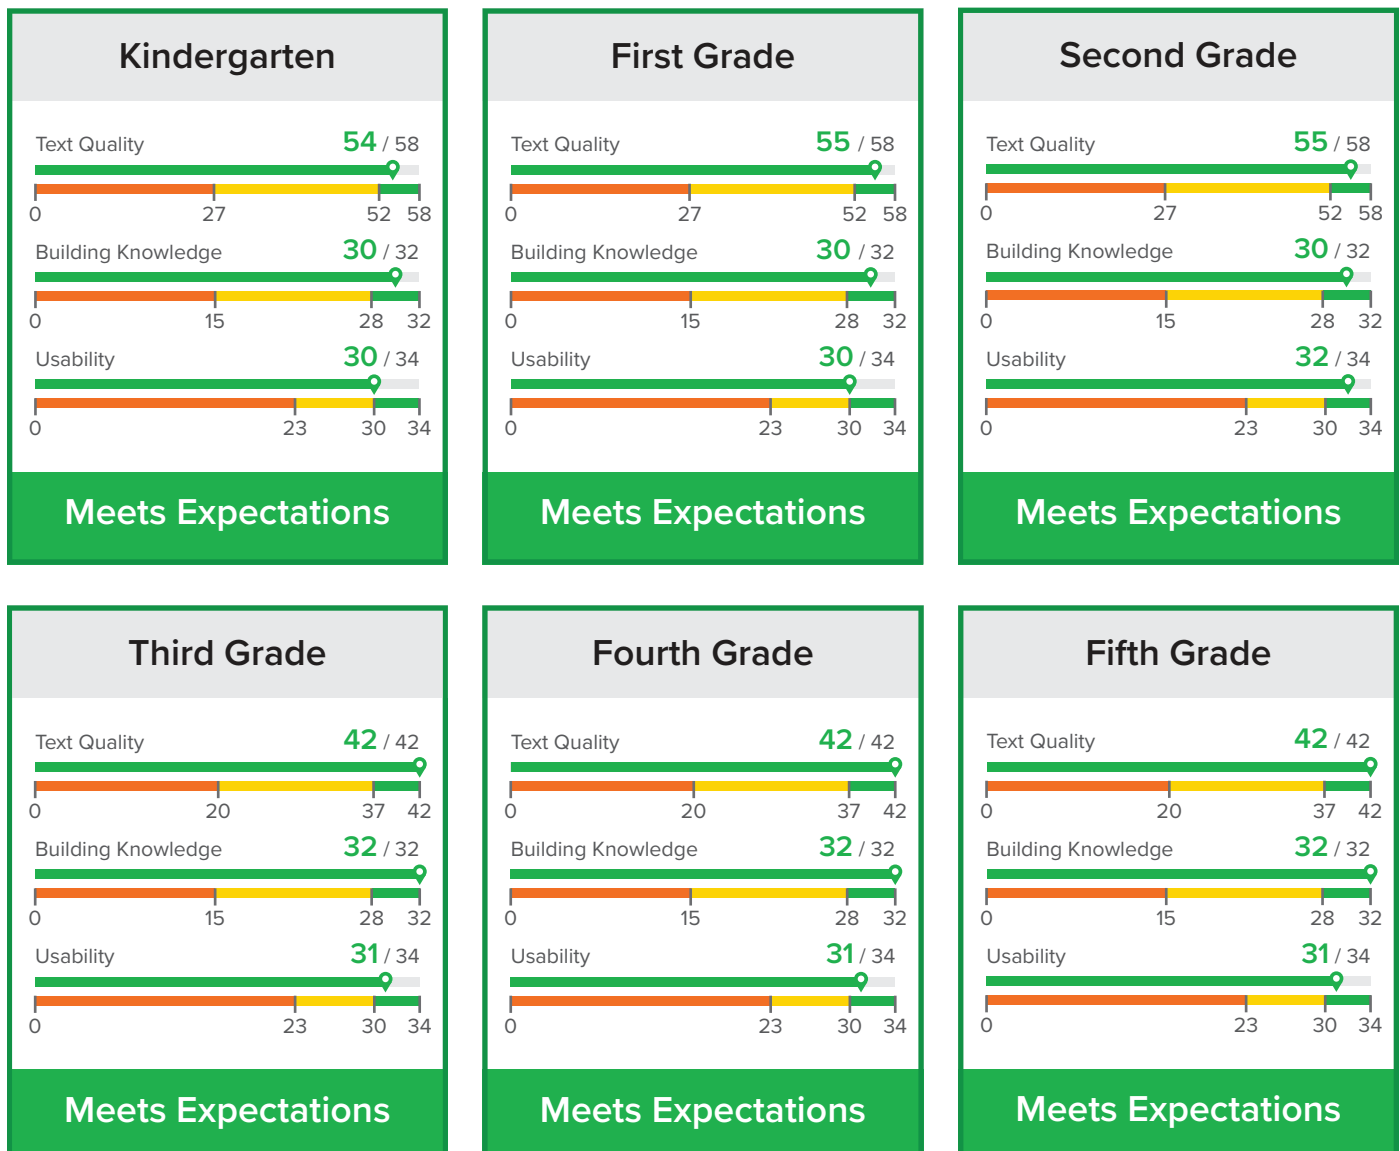 Kindergarten
Text Quality 54 / 58
0 27 52 58
Building Knowledge 30 / 32
0 15 28 32
Usability 30 / 34
0 23 30 34
Meets Expectations
First Grade
Text Quality 55 / 58
0 27 52 58
Building Knowledge 30 / 32
0 15 28 32
Usability 30 / 34
0 23 30 34
Meets Expectations
Second Grade
Text Quality 55 / 58
0 27 52 58
Building Knowledge 30 / 32
0 15 28 32
Usability 32 / 34
0 23 30 34
Meets Expectations
Third Grade
Text Quality 42 / 42
0 20 37 42
Building Knowledge 32 / 32
0 15 28 32
Usability 31 / 34
0 23 30 34
Meets Expectations
Fourth Grade
Text Quality 42 / 42
0 20 37 42
Building Knowledge 32 / 32
0 15 28 32
Usability 31 / 34
0 23 30 34
Meets Expectations
Fifth Grade
Text Quality 42 / 42
0 20 37 42
Building Knowledge 32 / 32
0 15 28 32
Usability 31 / 34
0 23 30 34
Meets Expectations